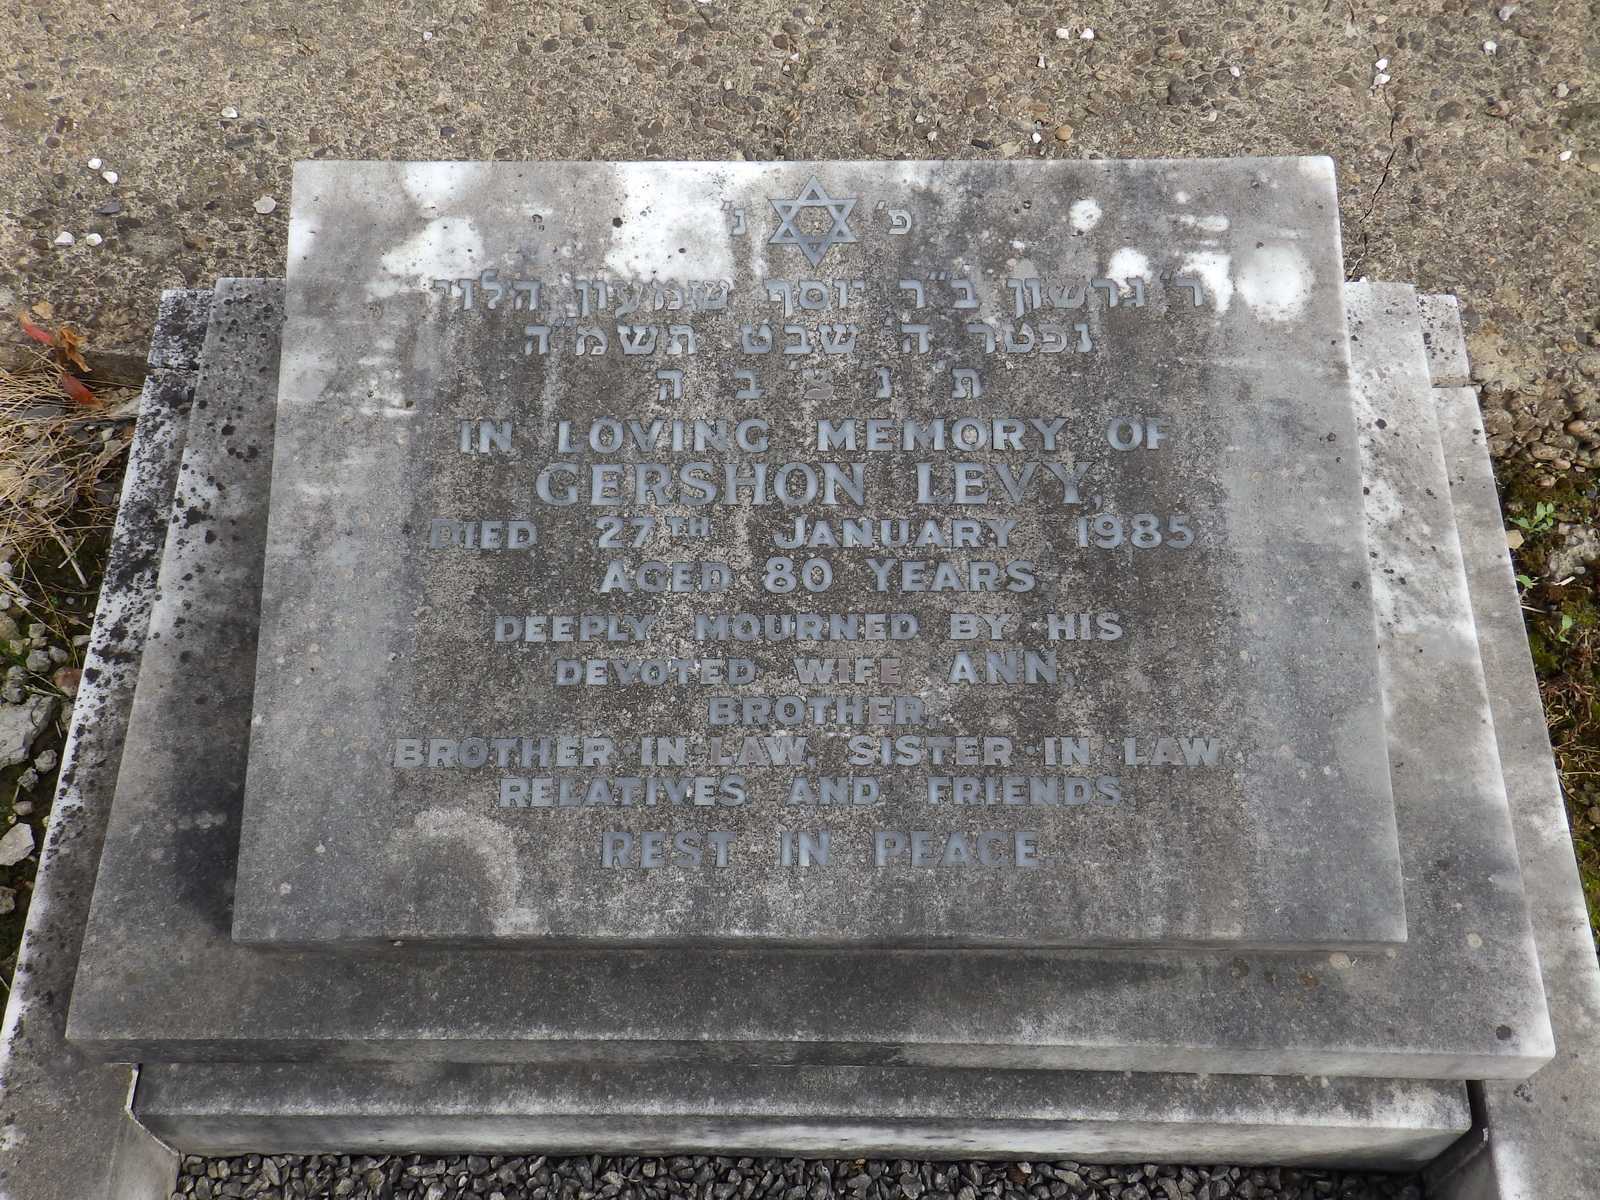 פ' נ'
ר' גרשון ב"ר יוסף שמעון הלוי
נפטר ה' שבט תשמ"ה
ת' נ' צ' ב' ה'
IN LOVING MEMORY OF
GERSHON LEVY,
DIED 27TH JANUARY 1985
AGED 80 YEARS
DEEPLY MOURNED BY HIS
DEVOTED WIFE ANN,
BROTHER,
BROTHER-IN-LAW, SISTER-IN-LAW
RELATIVES AND FRIENDS.
REST IN PEACE.